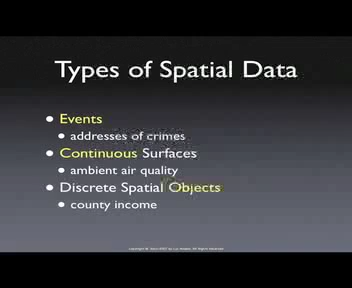 Types of Spatial Data
• Events
• addresses of crimes
• Continuous Surfaces
• ambient air quality
• Discrete Spatial Objects
• county income